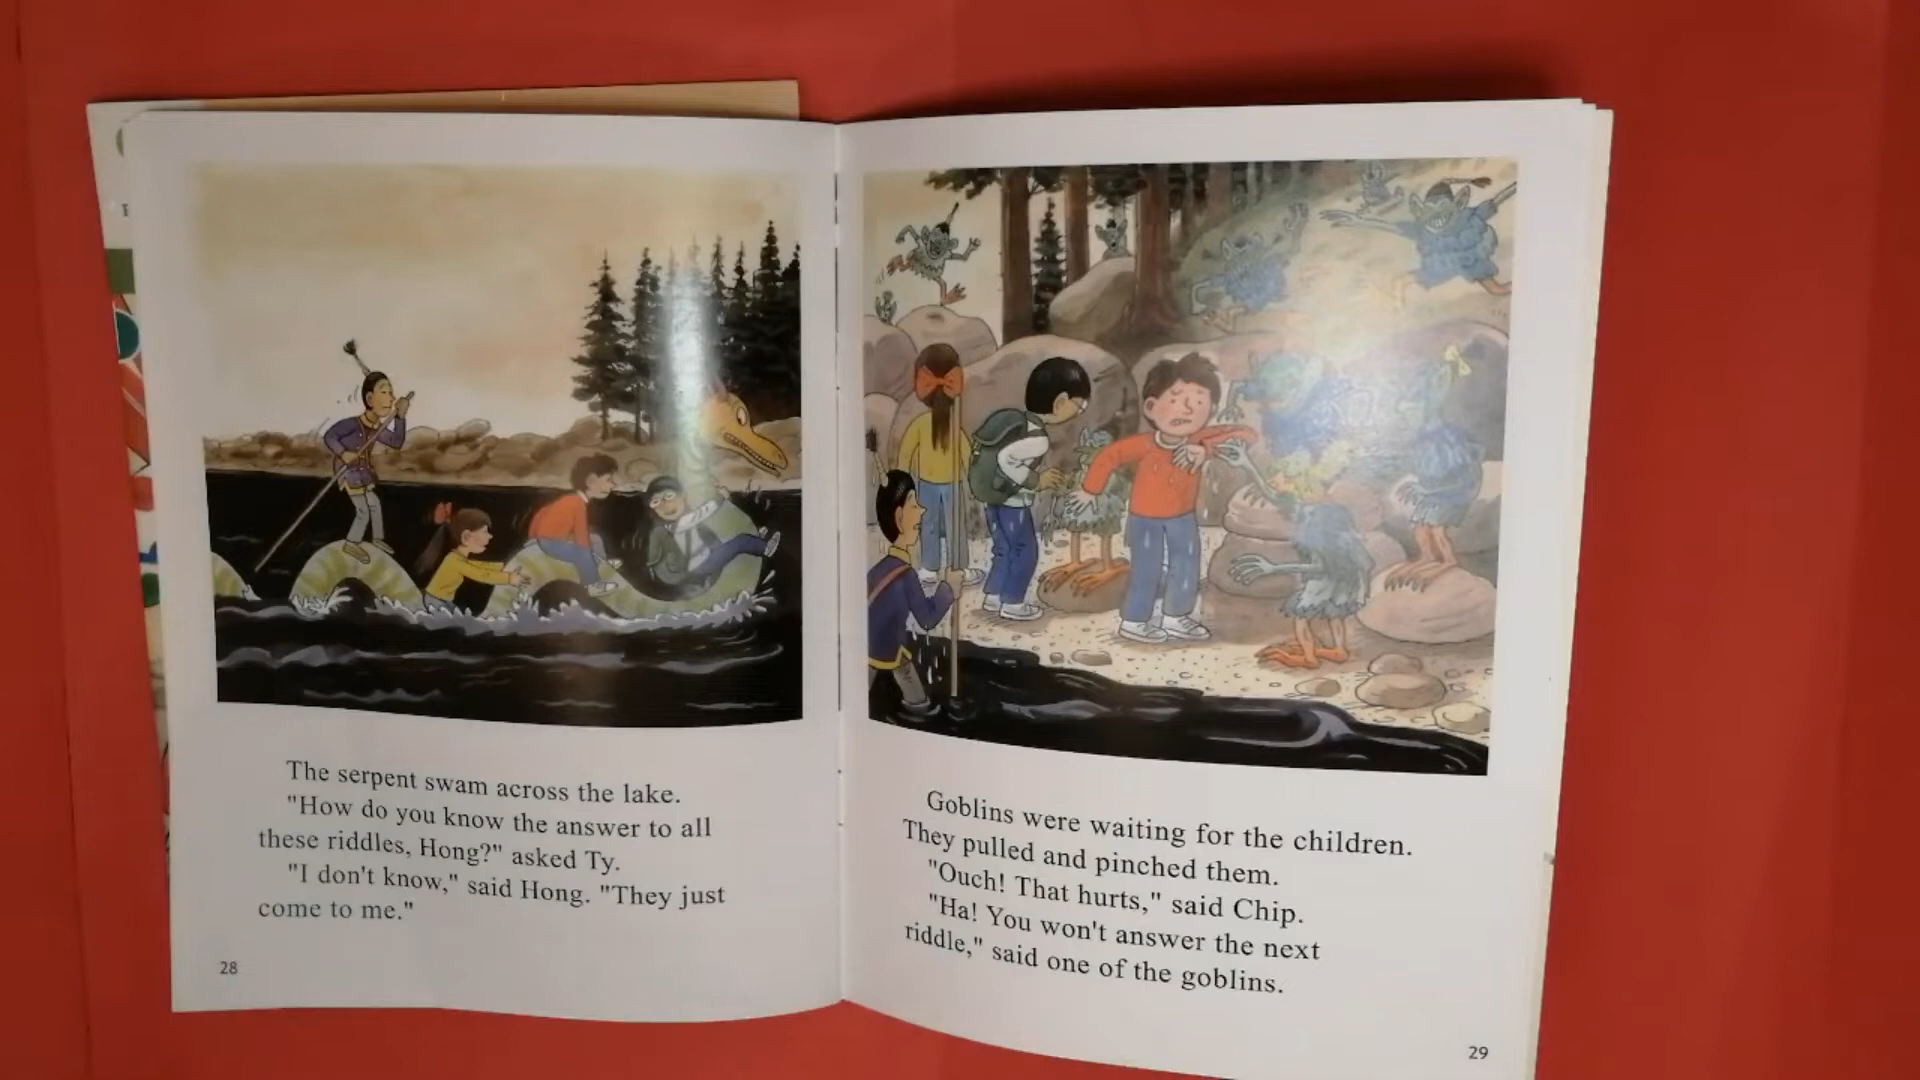 The serpent swam across the lake.
"How do you know the answer to all
these riddles, Hong?" asked Ty.
"I don't know," said Hong. "They just
come to me."
28
Goblins were waiting for the children.
They pulled and pinched them.
"Ouch! That hurts," said Chip.
"Ha! You won't answer the next
riddle," said one of the goblins.
29